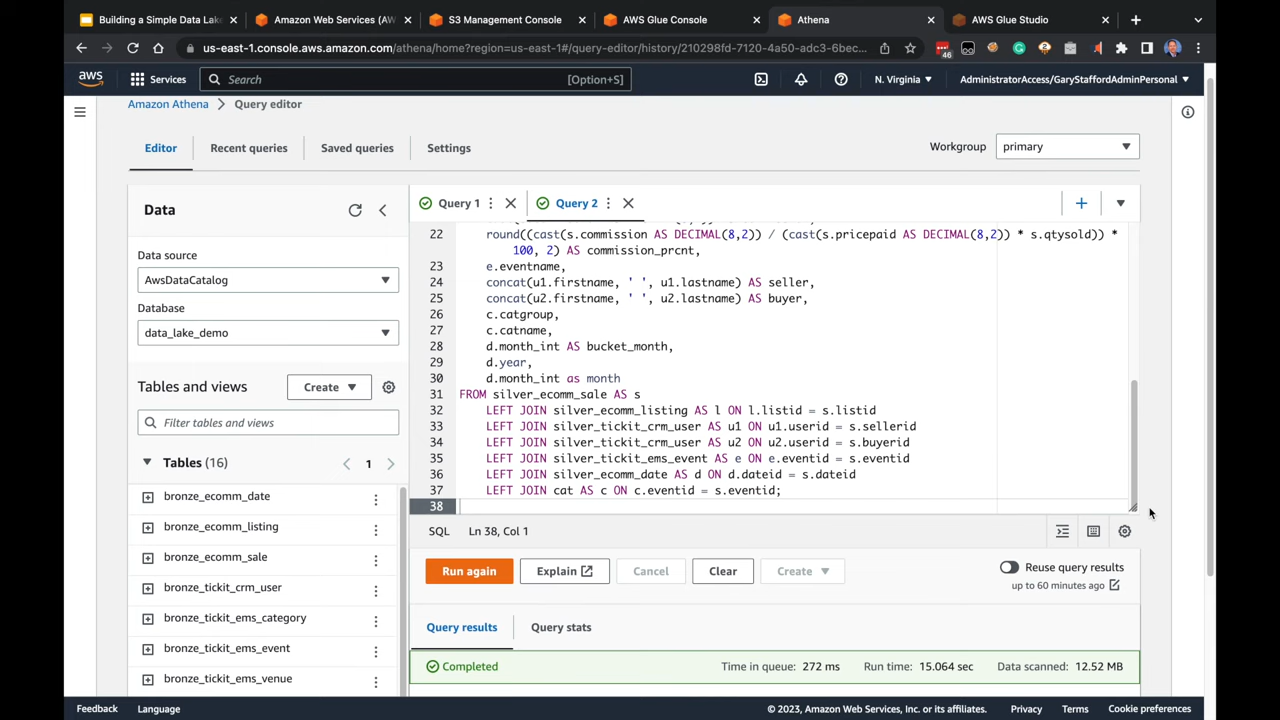 Building a Simple Data Lake
Amazon Web Services (AW
S3 Management Console
AWS Glue Console
Athena
AWS Glue Studio
us-east-1.console.aws.amazon.com/athena/home?region=us-east-1#/query-editor/history/210298fd-7120-4a50-adc3-6bec...
46
aws
Services
Search
[Option+S]
N. Virginia
AdministratorAccess/GaryStaffordAdminPersonal
Amazon Athena
Query editor
Editor
Recent queries
Saved queries
Settings
Workgroup
primary
Data
Data source
AwsDataCatalog
Database
data_lake_demo
Tables and views
Create
Filter tables and views
Tables (16)
1
bronze_ecomm_date
bronze_ecomm_listing
bronze_ecomm_sale
bronze_tickit_crm_user
bronze_tickit_ems_category
bronze_tickit_ems_event
bronze_tickit_ems_venue
Query 1
Query 2
22 round((cast(s.commission AS DECIMAL(8,2)) / (cast(s.pricepaid AS DECIMAL(8,2)) * s.qtysold)) *
100, 2) AS commission_prcnt,
23 e.eventname,
24 concat(u1.firstname, ' ', u1.lastname) AS seller,
25 concat(u2.firstname, ' ', u2.lastname) AS buyer,
26 c.catgroup,
27 c.catname,
28 d.month_int AS bucket_month,
29 d.year,
30 d.month_int as month
31 FROM silver_ecomm_sale AS s
32 LEFT JOIN silver_ecomm_listing AS l ON l.listid = s.listid
33 LEFT JOIN silver_tickit_crm_user AS u1 ON u1.userid = s.sellerid
34 LEFT JOIN silver_tickit_crm_user AS u2 ON u2.userid = s.buyerid
35 LEFT JOIN silver_tickit_ems_event AS e ON e.eventid = s.eventid
36 LEFT JOIN silver_ecomm_date AS d ON d.dateid = s.dateid
37 LEFT JOIN cat AS c ON c.eventid = s.eventid;
38
SQL
Ln 38, Col 1
Run again
Explain
Cancel
Clear
Create
Reuse query results
up to 60 minutes ago
Query results
Query stats
Completed
Time in queue: 272 ms
Run time: 15.064 sec
Data scanned: 12.52 MB
Feedback
Language
© 2023, Amazon Web Services, Inc. or its affiliates.
Privacy
Terms
Cookie preferences